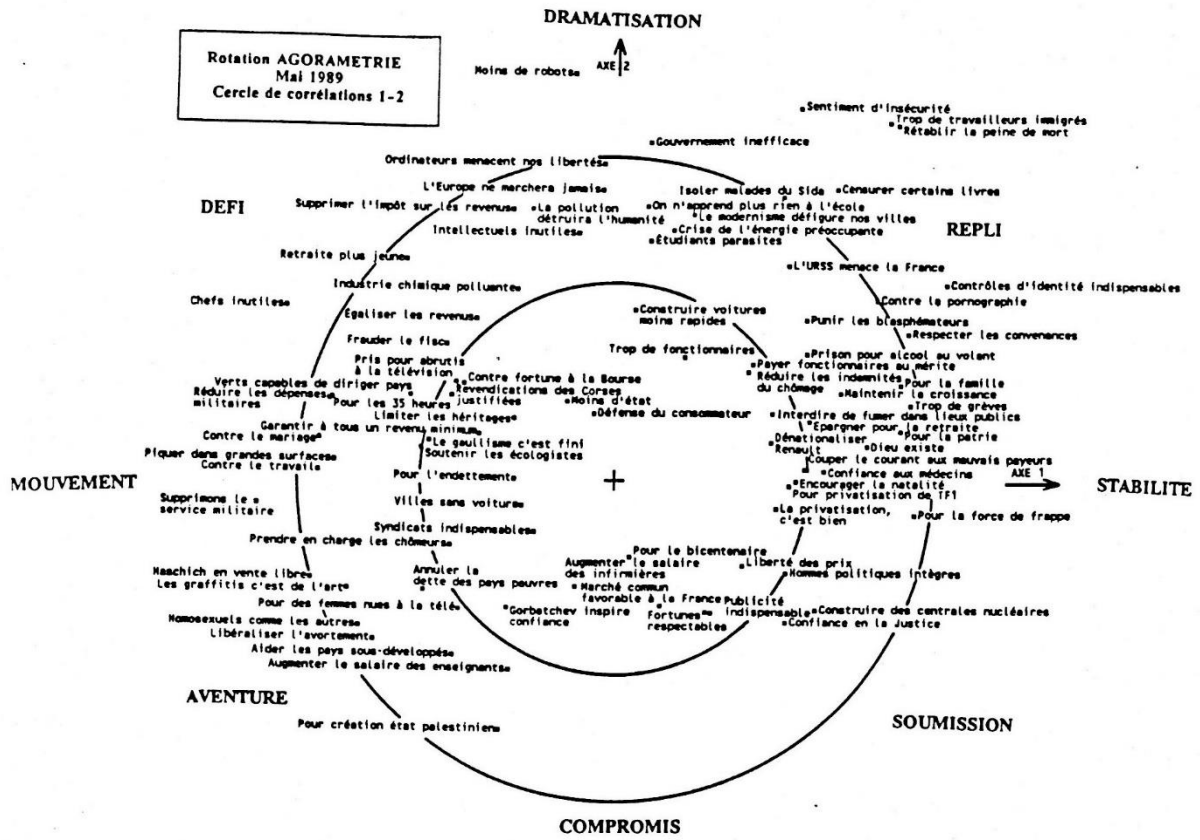 DRAMATISATION
Rotation AGORAMETRIE
Mai 1989
Cercle de corrélations 1-2
AXE 2
Moins de robots
Sentiment d'insécurité
Trop de travailleurs immigrés
Rétablir la peine de mort
Gouvernement inefficace
Ordinateurs menacent nos libertés
L'Europe ne marchera jamais
Isoler malades du Sida
Censurer certains livres
DEFI
Supprimer l'impôt sur les revenus
La pollution
détruira l'humanité
On n'apprend plus rien à l'école
Le modernisme défigure nos villes
REPLI
Intellectuels inutiles
Crise de l'énergie préoccupante
Étudiants parasites
Retraite plus jeune
L'URSS menace la France
Industrie chimique polluante
Contrôles d'identité indispensables
Chefs inutiles
Contre la pornographie
Egaliser les revenus
Construire voitures
moins rapides
Punir les blasphémateurs
Respecter les convenances
Frauder le fisc
Trop de fonctionnaires
Prison pour alcool au volant
Pris pour abrutis
à la télévision
Payer fonctionnaires au mérite
Verts capables de diriger pays
Contre fortune à la Bourse
Réduire les indemnités
du chômage
Pour la famille
Réduire les dépenses
militaires
Revendications des Corses
justifiées
Maintenir la croissance
Pour les 35 heures
Moins d'état
Trop de grèves
Limiter les héritages
Défense du consommateur
Interdire de fumer dans lieux publics
Garantir à tous un revenu minimum
Epargner pour la retraite
Contre le mariage
Le gaullisme c'est fini
Dénationaliser
Renault
Pour la patrie
Soutenir les écologistes
Dieu existe
Piquer dans grandes surfaces
Couper le courant aux mauvais payeurs
Contre le travail
Confiance aux médecins
AXE 1
MOUVEMENT
Pour l'endettement
Encourager la natalité
STABILITE
Supprimons le
service militaire
Villes sans voiture
Pour privatisation de TF1
La privatisation,
c'est bien
Pour la force de frappe
Syndicats indispensables
Prendre en charge les chômeurs
Pour le bicentenaire
Haschich en vente libre
Annuler la
dette des pays pauvres
Augmenter le salaire
des infirmières
Liberté des prix
Les graffitis c'est de l'art
Hommes politiques intègres
Marché commun
favorable à la France
Pour des femmes nues à la télé
Gorbatchev inspire
confiance
Fortunes
respectables
Publicité
indispensable
Construire des centrales nucléaires
Homosexuels comme les autres
Confiance en la Justice
Libéraliser l'avortement
Aider les pays sous-développés
Augmenter le salaire des enseignants
AVENTURE
Pour création état palestinien
SOUMISSION
COMPROMIS